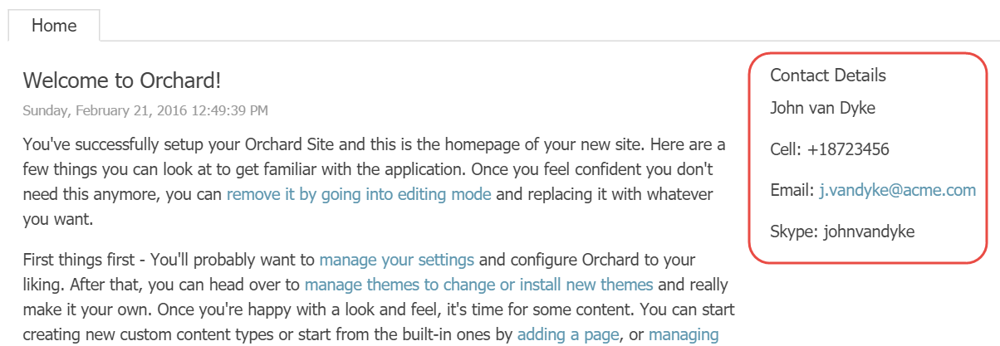 Home
Welcome to Orchard!
Sunday, February 21, 2016 12:49:39 PM
You've successfully setup your Orchard Site and this is the homepage of your new site. Here are a
few things you can look at to get familiar with the application. Once you feel confident you don't
need this anymore, you can remove it by going into editing mode and replacing it with whatever
you want.
First things first - You'll probably want to manage your settings and configure Orchard to your
liking. After that, you can head over to manage themes to change or install new themes and really
make it your own. Once you're happy with a look and feel, it's time for some content. You can start
creating new custom content types or start from the built-in ones by adding a page, or managing
Contact Details
John van Dyke
Cell: +18723456
Email: j.vandyke@acme.com
Skype: johnvandyke